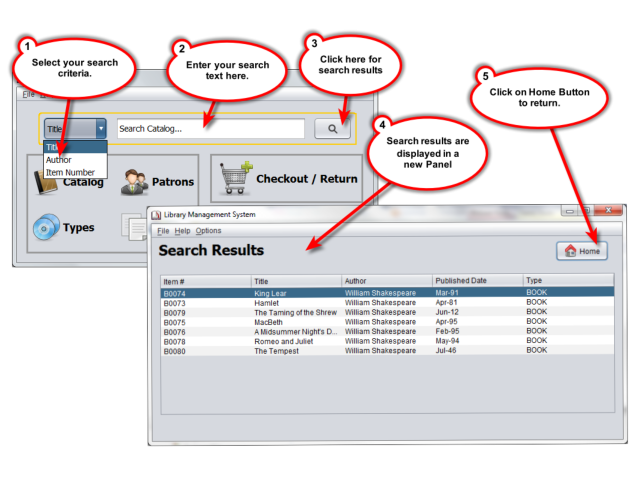 1
Select your search
criteria.
2
Enter your search
text here.
3
Click here for
search results
5
Click on Home Button
to return.
4
Search results are
displayed in a
new Panel
File
Title
Search Catalog...
Title
Author
Item Number
Catalog
Patrons
Checkout / Return
Types
Library Management System
File Help Options
Search Results
Home
Item # Title Author Published Date Type
B0074 King Lear William Shakespeare Mar-91 BOOK
B0073 Hamlet William Shakespeare Apr-81 BOOK
B0079 The Taming of the Shrew William Shakespeare Jun-12 BOOK
B0075 MacBeth William Shakespeare Apr-95 BOOK
B0076 A Midsummer Night's D... William Shakespeare Feb-95 BOOK
B0078 Romeo and Juliet William Shakespeare May-94 BOOK
B0080 The Tempest William Shakespeare Jul-46 BOOK